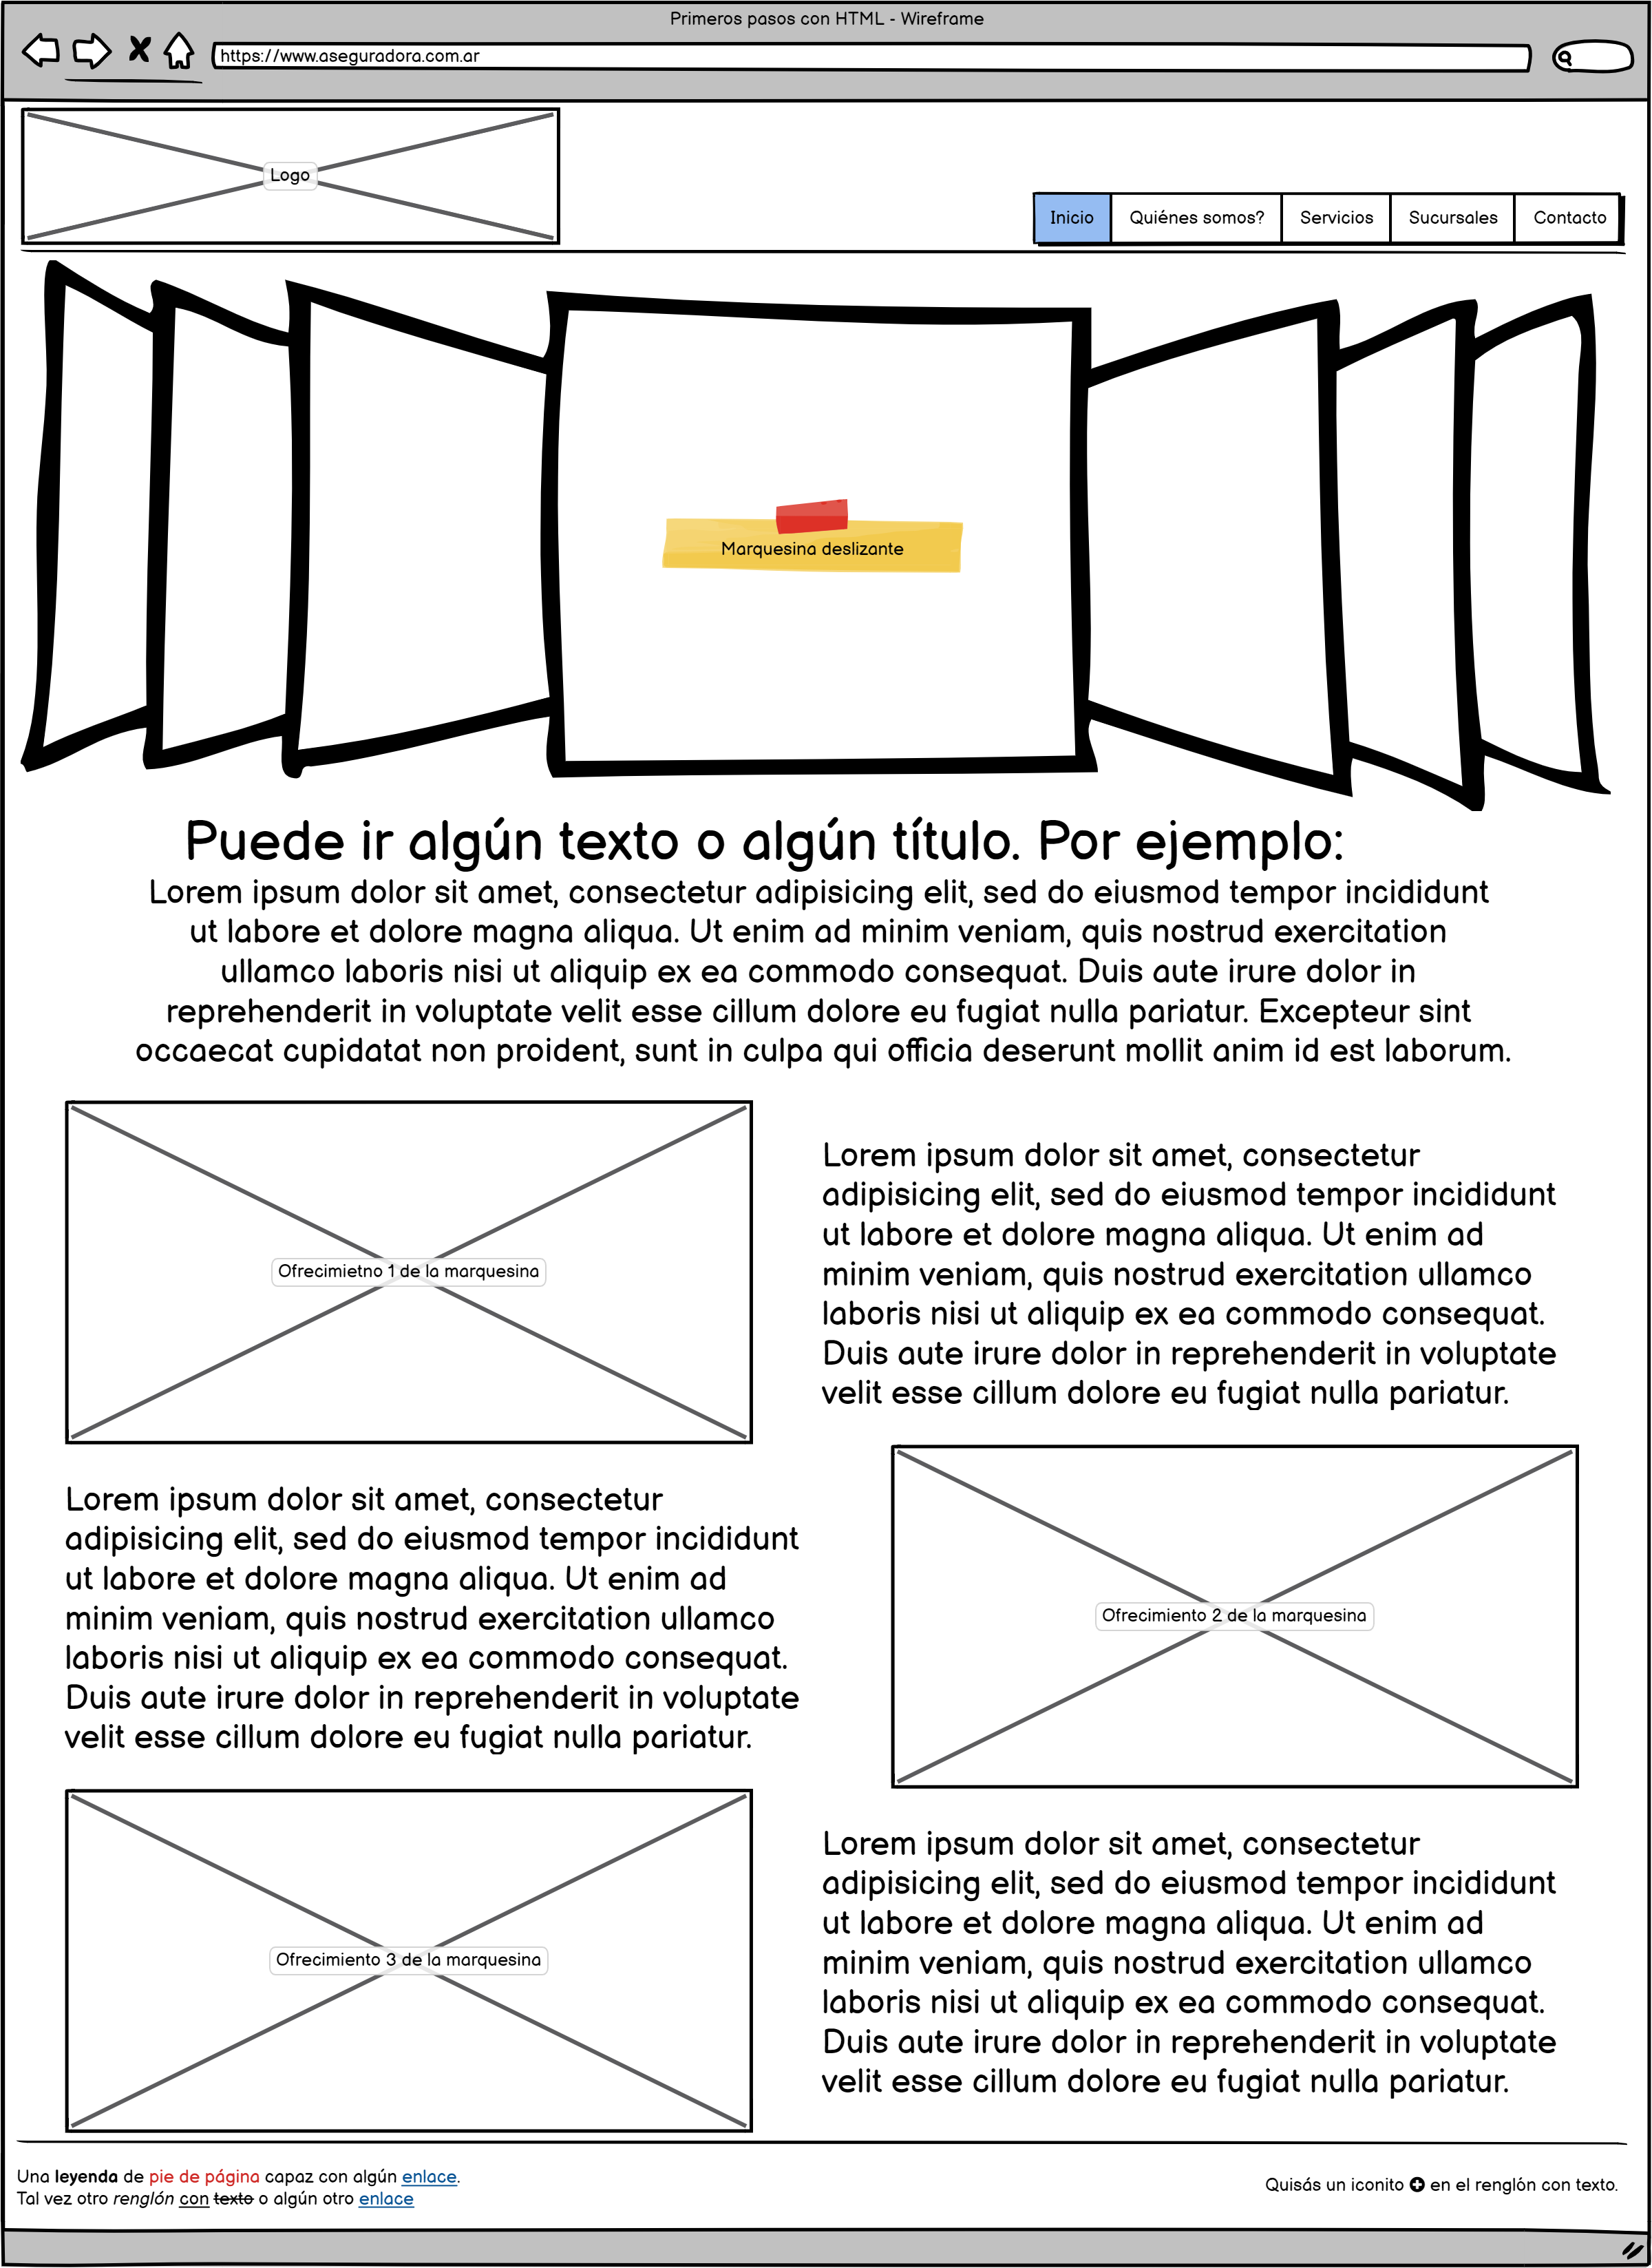 Primeros pasos con HTML - Wireframe
https://www.aseguradora.com.ar
Logo
Inicio Quiénes somos? Servicios Sucursales Contacto
Marquesina deslizante
Puede ir algún texto o algún título. Por ejemplo:
Lorem ipsum dolor sit amet, consectetur adipisicing elit, sed do eiusmod tempor incididunt
ut labore et dolore magna aliqua. Ut enim ad minim veniam, quis nostrud exercitation
ullamco laboris nisi ut aliquip ex ea commodo consequat. Duis aute irure dolor in
reprehenderit in voluptate velit esse cillum dolore eu fugiat nulla pariatur. Excepteur sint
occaecat cupidatat non proident, sunt in culpa qui officia deserunt mollit anim id est laborum.
Ofrecimietno 1 de la marquesina
Lorem ipsum dolor sit amet, consectetur
adipisicing elit, sed do eiusmod tempor incididunt
ut labore et dolore magna aliqua. Ut enim ad
minim veniam, quis nostrud exercitation ullamco
laboris nisi ut aliquip ex ea commodo consequat.
Duis aute irure dolor in reprehenderit in voluptate
velit esse cillum dolore eu fugiat nulla pariatur.
Lorem ipsum dolor sit amet, consectetur
adipisicing elit, sed do eiusmod tempor incididunt
ut labore et dolore magna aliqua. Ut enim ad
minim veniam, quis nostrud exercitation ullamco
laboris nisi ut aliquip ex ea commodo consequat.
Duis aute irure dolor in reprehenderit in voluptate
velit esse cillum dolore eu fugiat nulla pariatur.
Ofrecimiento 2 de la marquesina
Ofrecimiento 3 de la marquesina
Lorem ipsum dolor sit amet, consectetur
adipisicing elit, sed do eiusmod tempor incididunt
ut labore et dolore magna aliqua. Ut enim ad
minim veniam, quis nostrud exercitation ullamco
laboris nisi ut aliquip ex ea commodo consequat.
Duis aute irure dolor in reprehenderit in voluptate
velit esse cillum dolore eu fugiat nulla pariatur.
Una leyenda de pie de página capaz con algún enlace.
Tal vez otro renglón con texto o algún otro enlace
Quisás un iconito en el renglón con texto.